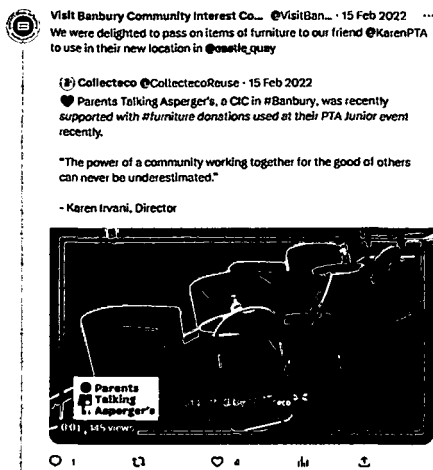 Visit Banbury Community Interest Co... @VisitBan... · 15 Feb 2022 ...
We were delighted to pass on items of furniture to our friend @KarenPTA
to use in their new location in @castle_quay
Collecteco @CollectecoReuse · 15 Feb 2022
🖤 Parents Talking Asperger's, a CIC in #Banbury, was recently
supported with #furniture donations used at their PTA Junior event
recently.
"The power of a community working together for the good of others
can never be underestimated."
- Karen Irvani, Director
Parents
Talking
Asperger's
0:01 345 views
1 4